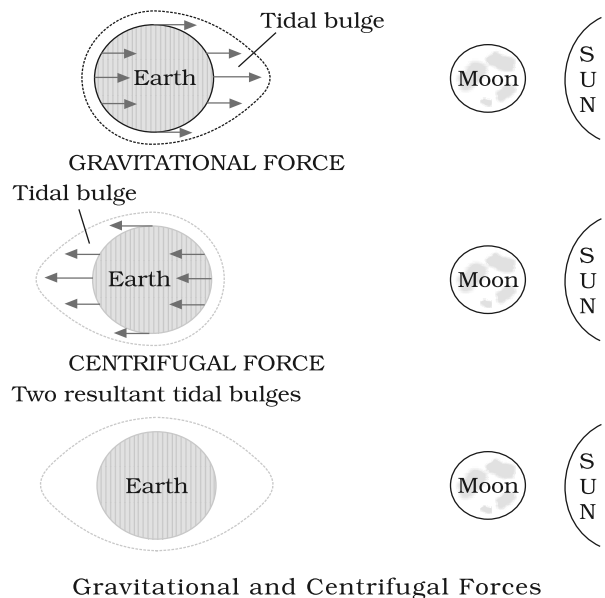 Tidal bulge
Earth
Moon
S
U
N
GRAVITATIONAL FORCE
Tidal bulge
Earth
Moon
S
U
N
CENTRIFUGAL FORCE
Two resultant tidal bulges
Earth
Moon
S
U
N
Gravitational and Centrifugal Forces